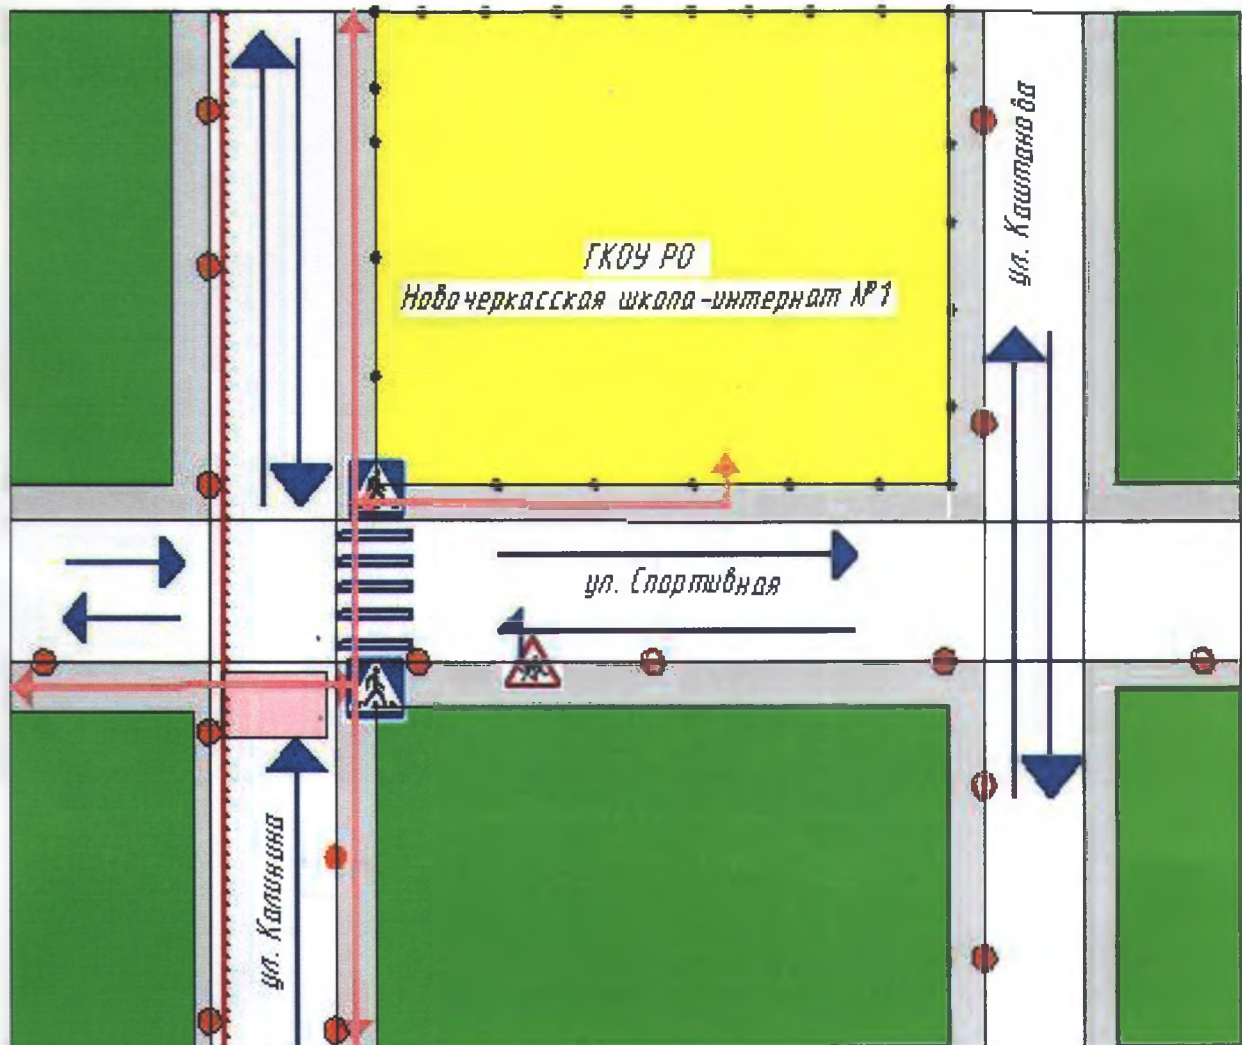 ГКОУ РО
Новочеркасская школа-интернат №1
ул. Каштанова
ул. Спортивная
ул. Калинина